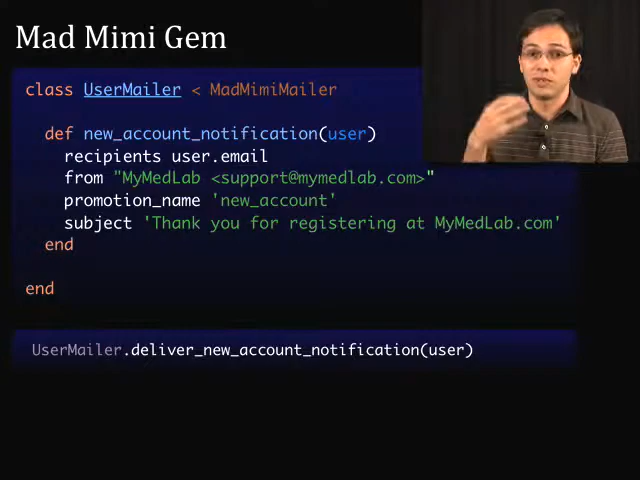 Mad Mimi Gem
class UserMailer < MadMimiMailer
def new_account_notification(user)
recipients user.email
from "MyMedLab <support@mymedlab.com>"
promotion_name 'new_account'
subject 'Thank you for registering at MyMedLab.com'
end
end
UserMailer.deliver_new_account_notification(user)